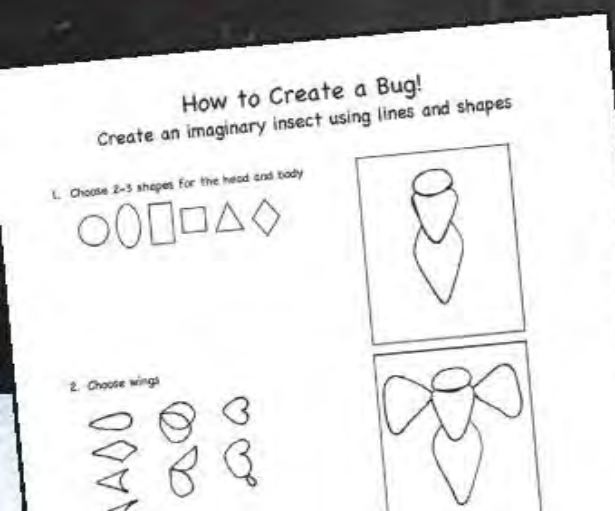 How to Create a Bug!
Create an imaginary insect using lines and shapes
1. Choose 2-3 shapes for the head and body
2. Choose wings